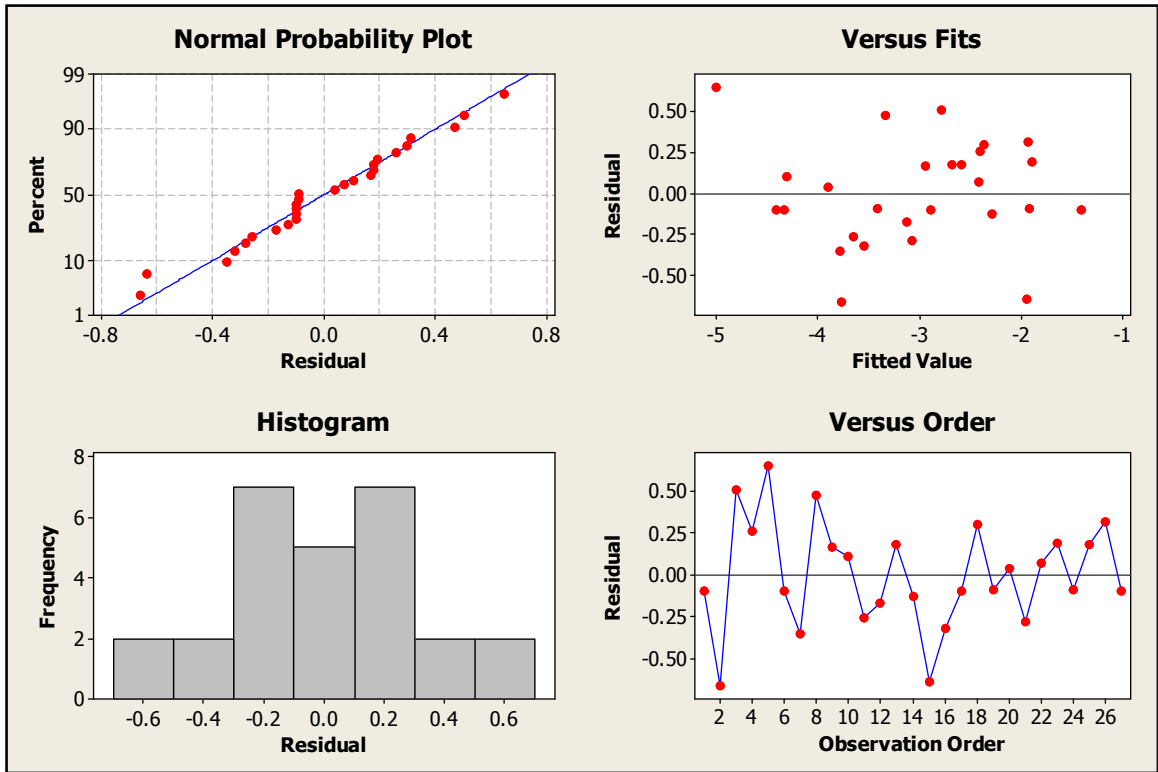 Normal Probability Plot
99
90
50
10
1
Percent
-0.8 -0.4 0.0 0.4 0.8
Residual
Versus Fits
0.50
0.25
0.00
-0.25
-0.50
Residual
-5 -4 -3 -2 -1
Fitted Value
Histogram
8
6
4
2
0
Frequency
-0.6 -0.4 -0.2 0.0 0.2 0.4 0.6
Residual
Versus Order
0.50
0.25
0.00
-0.25
-0.50
Residual
2 4 6 8 10 12 14 16 18 20 22 24 26
Observation Order